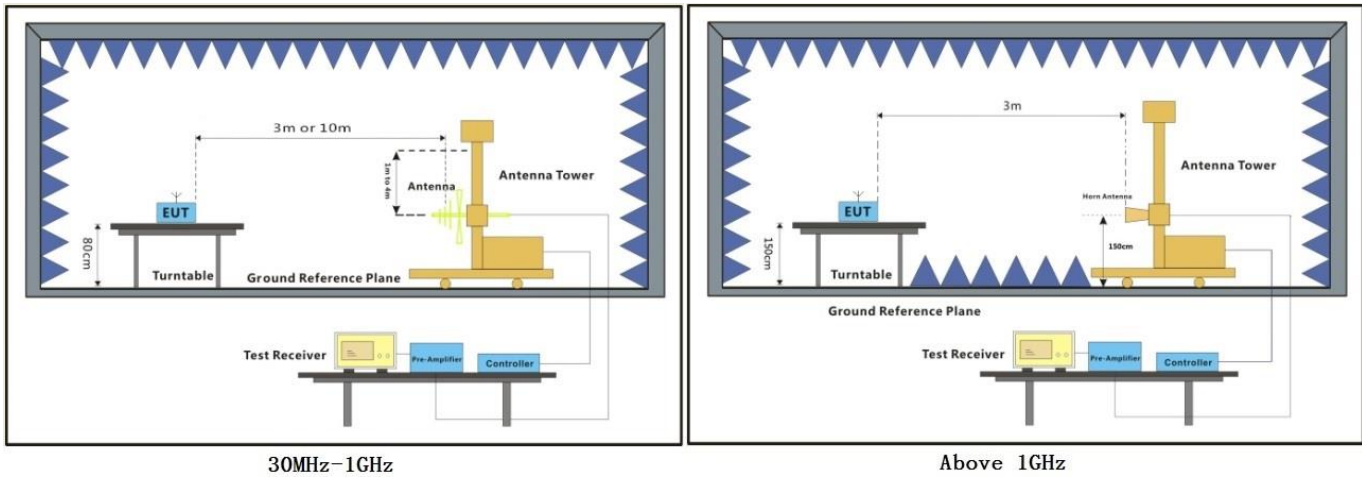 3m or 10m
1m to 4m
Antenna
Antenna Tower
EUT
80cm
Turntable
Ground Reference Plane
Test Receiver
Pre-Amplifier
Controller
30MHz-1GHz
3m
Antenna Tower
Horn Antenna
EUT
150cm
150cm
Turntable
Ground Reference Plane
Test Receiver
Pre-Amplifier
Controller
Above 1GHz